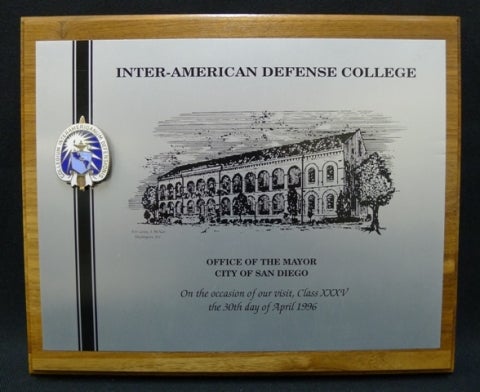 INTER-AMERICAN DEFENSE COLLEGE
OFFICE OF THE MAYOR
CITY OF SAN DIEGO
On the occasion of our visit, Class XXXV
the 30th day of April 1996